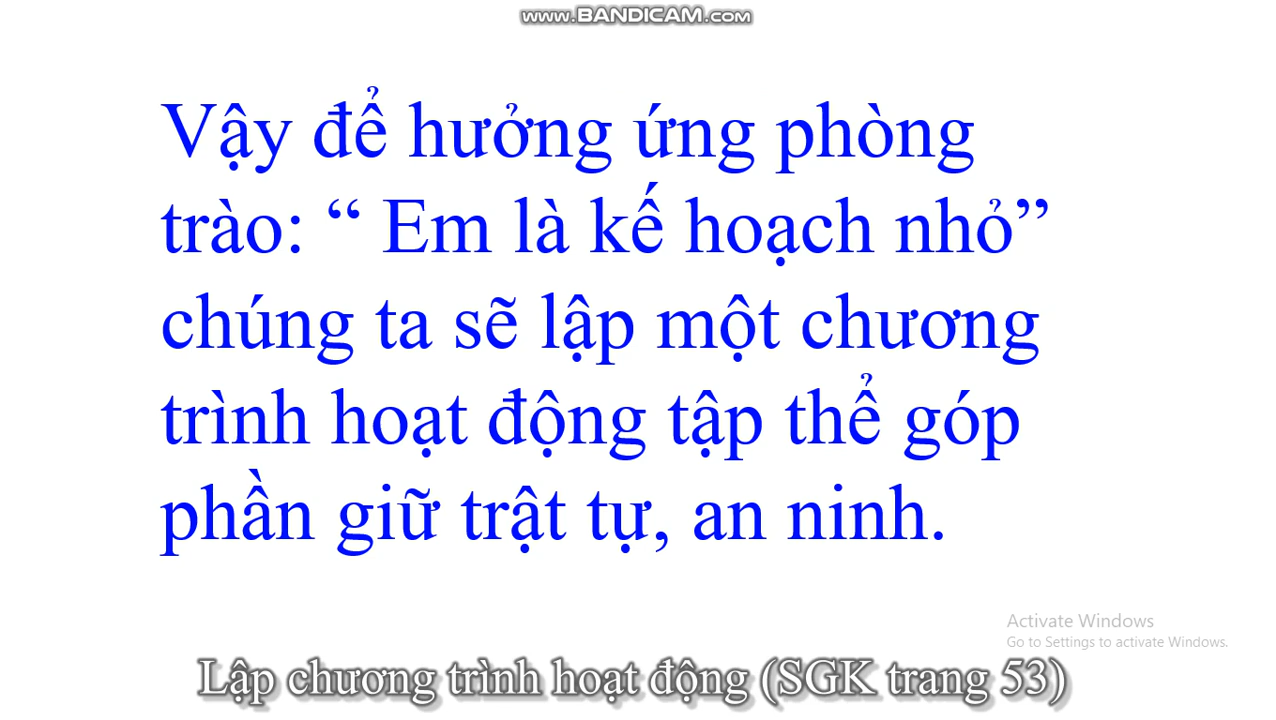 www.BANDICAM.com
Vậy để hưởng ứng phòng
trào: “ Em là kế hoạch nhỏ”
chúng ta sẽ lập một chương
trình hoạt động tập thể góp
phần giữ trật tự, an ninh.
Activate Windows
Go to Settings to activate Windows.
Lập chương trình hoạt động (SGK trang 53)